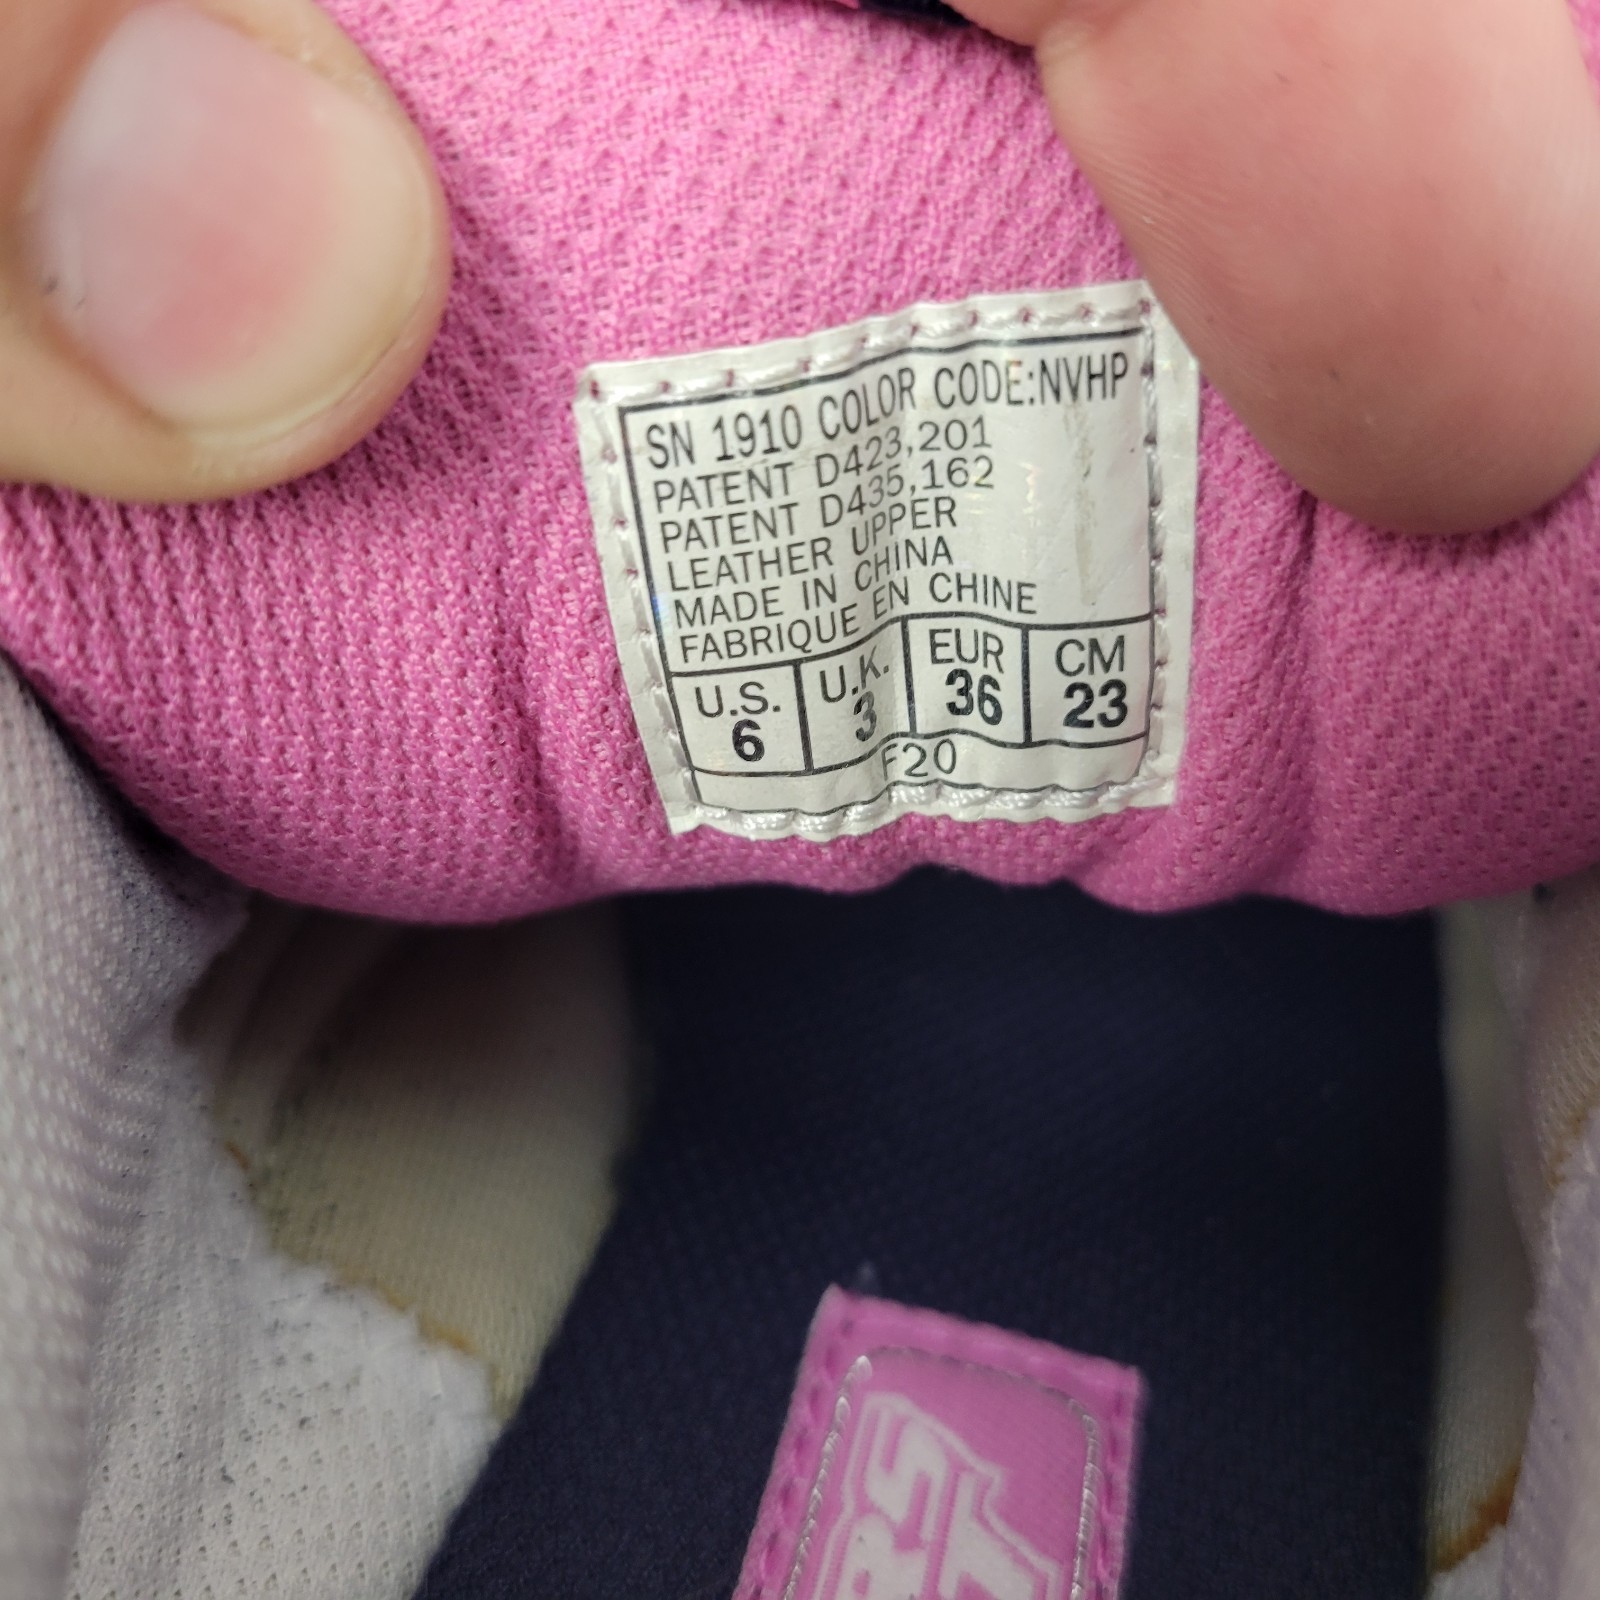 SN 1910 COLOR CODE:NVHP
PATENT D423,201
PATENT D435,162
LEATHER UPPER
MADE IN CHINA
FABRIQUE EN CHINE
U.S. U.K. EUR CM
6 3 36 23
F20